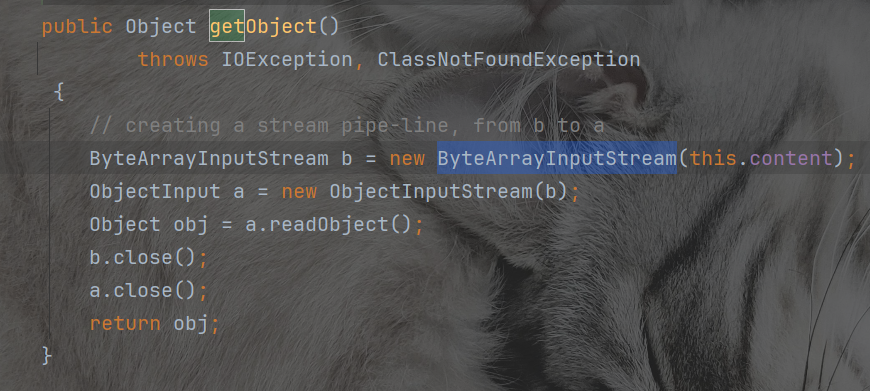 public Object getObject()
        throws IOException, ClassNotFoundException
 {
    // creating a stream pipe-line, from b to a
    ByteArrayInputStream b = new ByteArrayInputStream(this.content);
    ObjectInput a = new ObjectInputStream(b);
    Object obj = a.readObject();
    b.close();
    a.close();
    return obj;
}